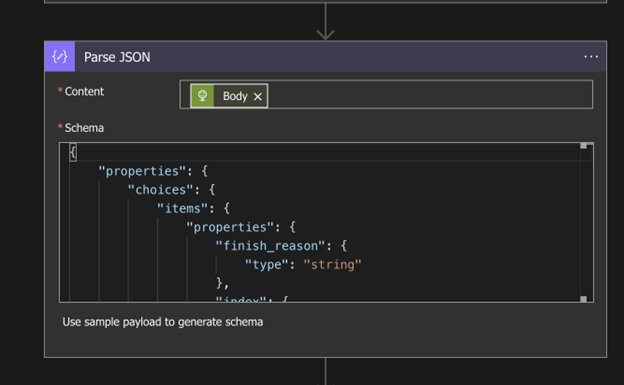 {/} Parse JSON ...
* Content
Body ×
* Schema
{
"properties": {
"choices": {
"items": {
"properties": {
"finish_reason": {
"type": "string"
},
"index": {
Use sample payload to generate schema